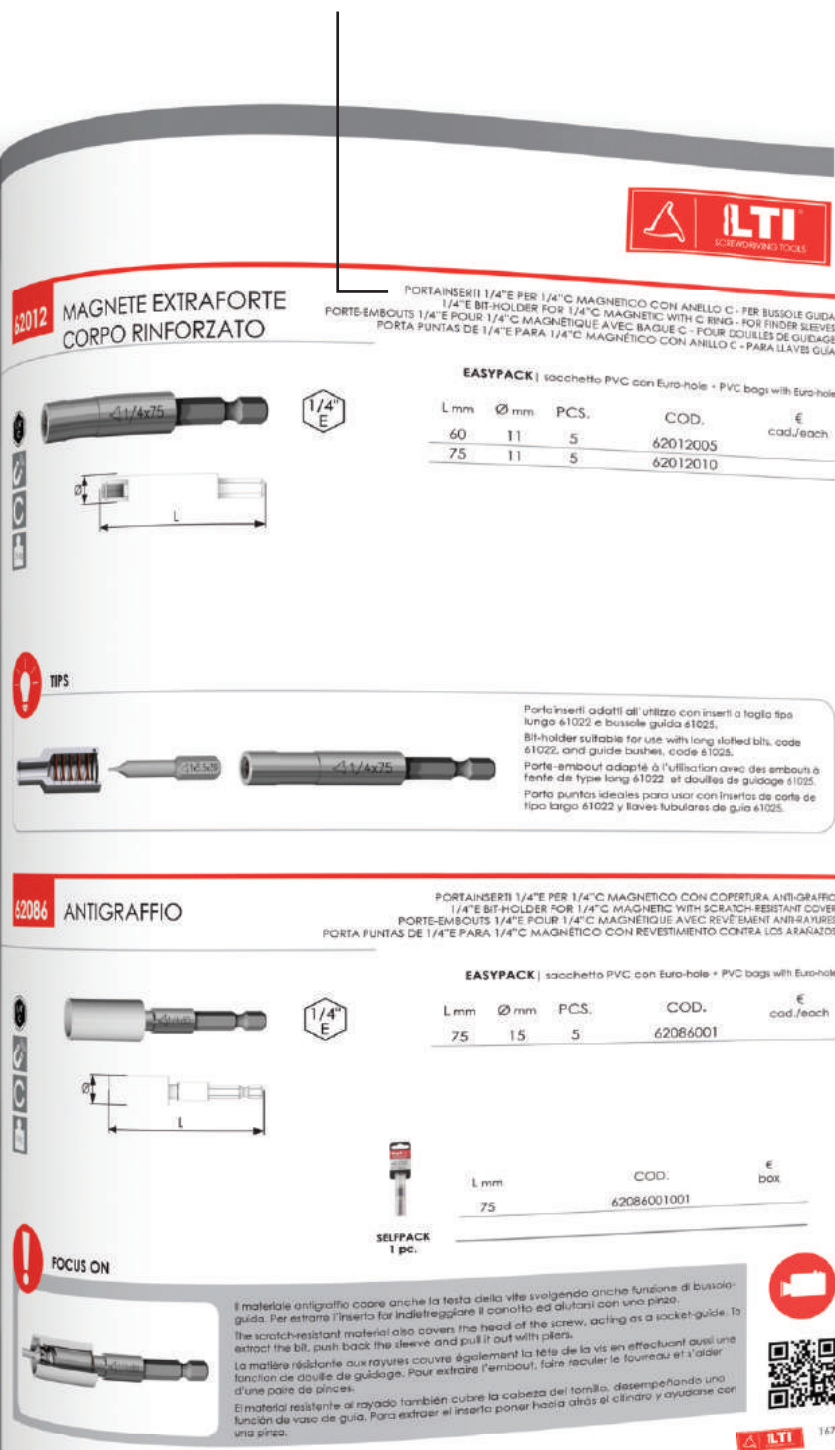 ILTI
SCREWDRIVING TOOLS
62012
MAGNETE EXTRAFORTE
CORPO RINFORZATO
PORTAINSERTI 1/4"E PER 1/4"C MAGNETICO CON ANELLO C - PER BUSSOLE GUIDA
1/4"E BIT-HOLDER FOR 1/4"C MAGNETIC WITH C RING - FOR FINDER SLEEVES
PORTE-EMBOUTS 1/4"E POUR 1/4"C MAGNÉTIQUE AVEC BAGUE C - POUR DOUILLES DE GUIDAGE
PORTA PUNTAS DE 1/4"E PARA 1/4"C MAGNÉTICO CON ANILLO C - PARA LLAVES GUÍA
EASYPACK | sacchetto PVC con Euro-hole • PVC bags with Euro-hole
L mm Ø mm PCS. COD. € cad./each
60 11 5 62012005
75 11 5 62012010
1/4x75
1/4"
E
Ø
L
C
TIPS
1/4x75
Portainserti adatti all'utilizzo con inserti a taglio tipo
lungo 61022 e bussole guida 61025.
Bit-holder suitable for use with long slotted bits, code
61022, and guide bushes, code 61025.
Porte-embout adapté à l'utilisation avec des embouts à
fente de type long 61022 et douilles de guidage 61025.
Porta puntas ideales para usar con insertos de corte de
tipo largo 61022 y llaves tubulares de guía 61025.
62086
ANTIGRAFFIO
PORTAINSERTI 1/4"E PER 1/4"C MAGNETICO CON COPERTURA ANTI-GRAFFIO
1/4"E BIT-HOLDER FOR 1/4"C MAGNETIC WITH SCRATCH-RESISTANT COVER
PORTE-EMBOUTS 1/4"E POUR 1/4"C MAGNÉTIQUE AVEC REVÊTEMENT ANTI-RAYURES
PORTA PUNTAS DE 1/4"E PARA 1/4"C MAGNÉTICO CON REVESTIMIENTO CONTRA LOS ARAÑAZOS
EASYPACK | sacchetto PVC con Euro-hole • PVC bags with Euro-hole
L mm Ø mm PCS. COD. € cad./each
75 15 5 62086001
1/4"
E
Ø
L
C
L mm COD. € box
75 62086001001
SELFPACK
1 pc.
FOCUS ON
Il materiale antigraffio copre anche la testa della vite svolgendo anche funzione di bussola-
guida. Per estrarre l'inserto far indietreggiare il canotto ed aiutarsi con una pinza.
The scratch-resistant material also covers the head of the screw, acting as a socket-guide. To
extract the bit, push back the sleeve and pull it out with pliers.
La matière résistante aux rayures couvre également la tête de la vis en effectuant aussi une
fonction de douille de guidage. Pour extraire l'embout, faire reculer le fourreau et s'aider
d'une paire de pinces.
El material resistente al rayado también cubre la cabeza del tornillo, desempeñando una
función de vaso de guía. Para extraer el inserto poner hacia atrás el cilindro y ayudarse con
una pinza.
ILTI
167